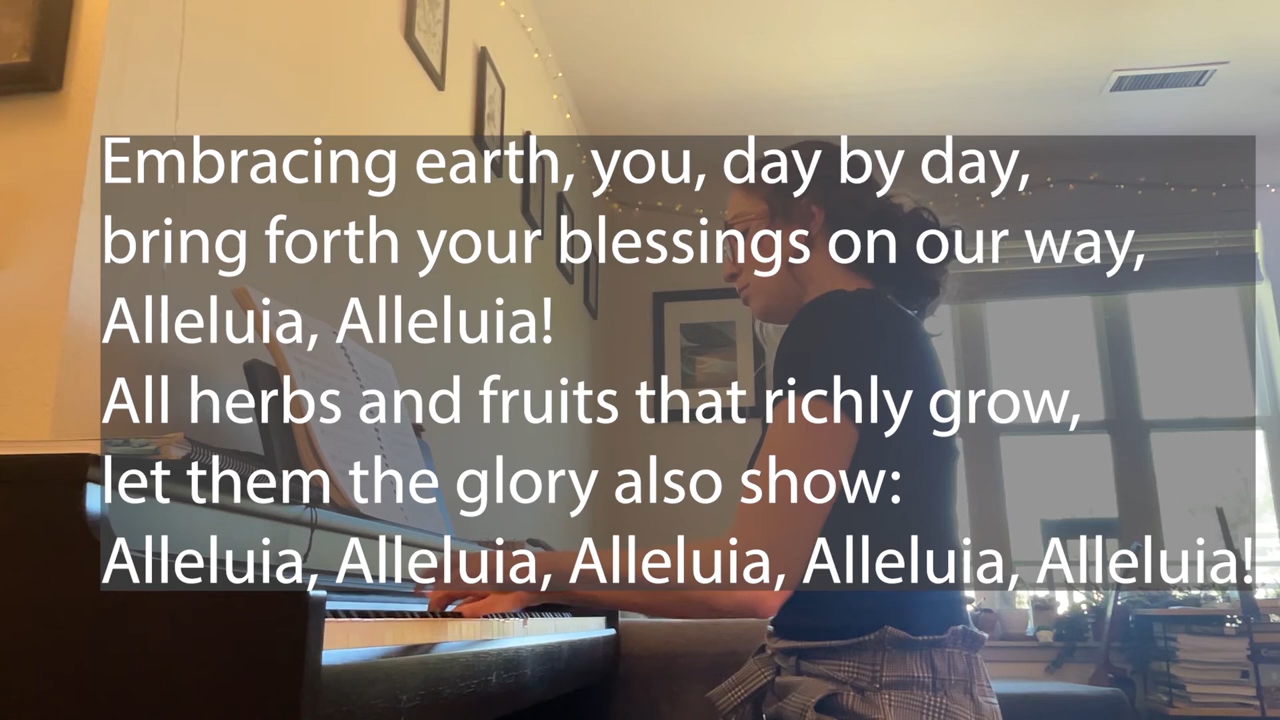 Embracing earth, you, day by day,
bring forth your blessings on our way,
Alleluia, Alleluia!
All herbs and fruits that richly grow,
let them the glory also show:
Alleluia, Alleluia, Alleluia, Alleluia, Alleluia!